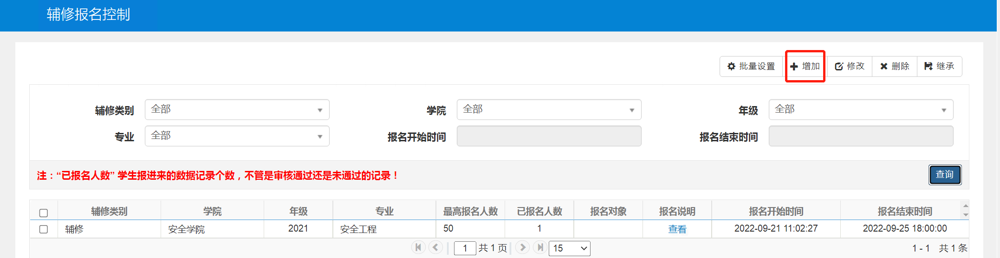 辅修报名控制
批量设置 增加 修改 删除 继承
辅修类别 全部 学院 全部 年级 全部
专业 全部 报名开始时间 报名结束时间
注：“已报名人数” 学生报进来的数据记录个数，不管是审核通过还是未通过的记录！ 查询
辅修类别 学院 年级 专业 最高报名人数 已报名人数 报名对象 报名说明 报名开始时间 报名结束时间
辅修 安全学院 2021 安全工程 50 1 查看 2022-09-21 11:02:27 2022-09-25 18:00:00
1 共 1 页 15 1 - 1 共 1 条